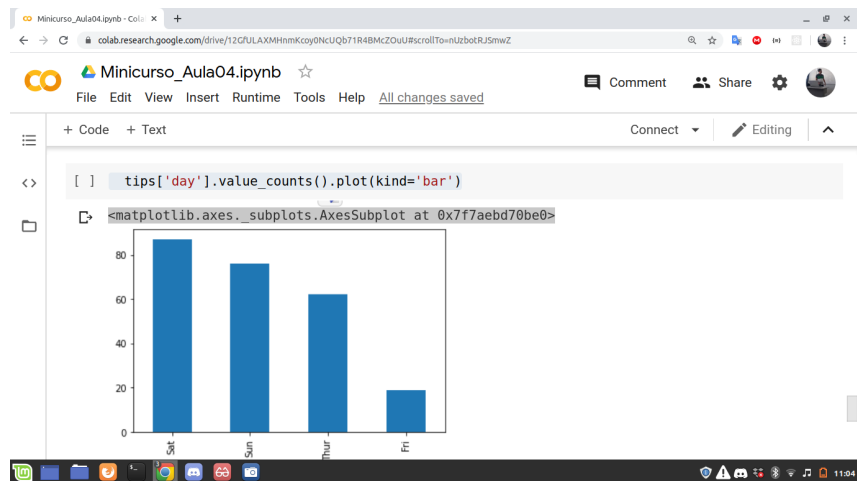 Minicurso_Aula04.ipynb - Cola
colab.research.google.com/drive/12GfULAXMHnmKcoy0NcUQb71R4BMcZOuU#scrollTo=nUzbotRJSmwZ
Minicurso_Aula04.ipynb
Comment Share
File Edit View Insert Runtime Tools Help All changes saved
+ Code + Text Connect Editing
[ ] tips['day'].value_counts().plot(kind='bar')
<matplotlib.axes._subplots.AxesSubplot at 0x7f7aebd70be0>
80
60
40
20
0
Sat Sun Thur Fri
11:04